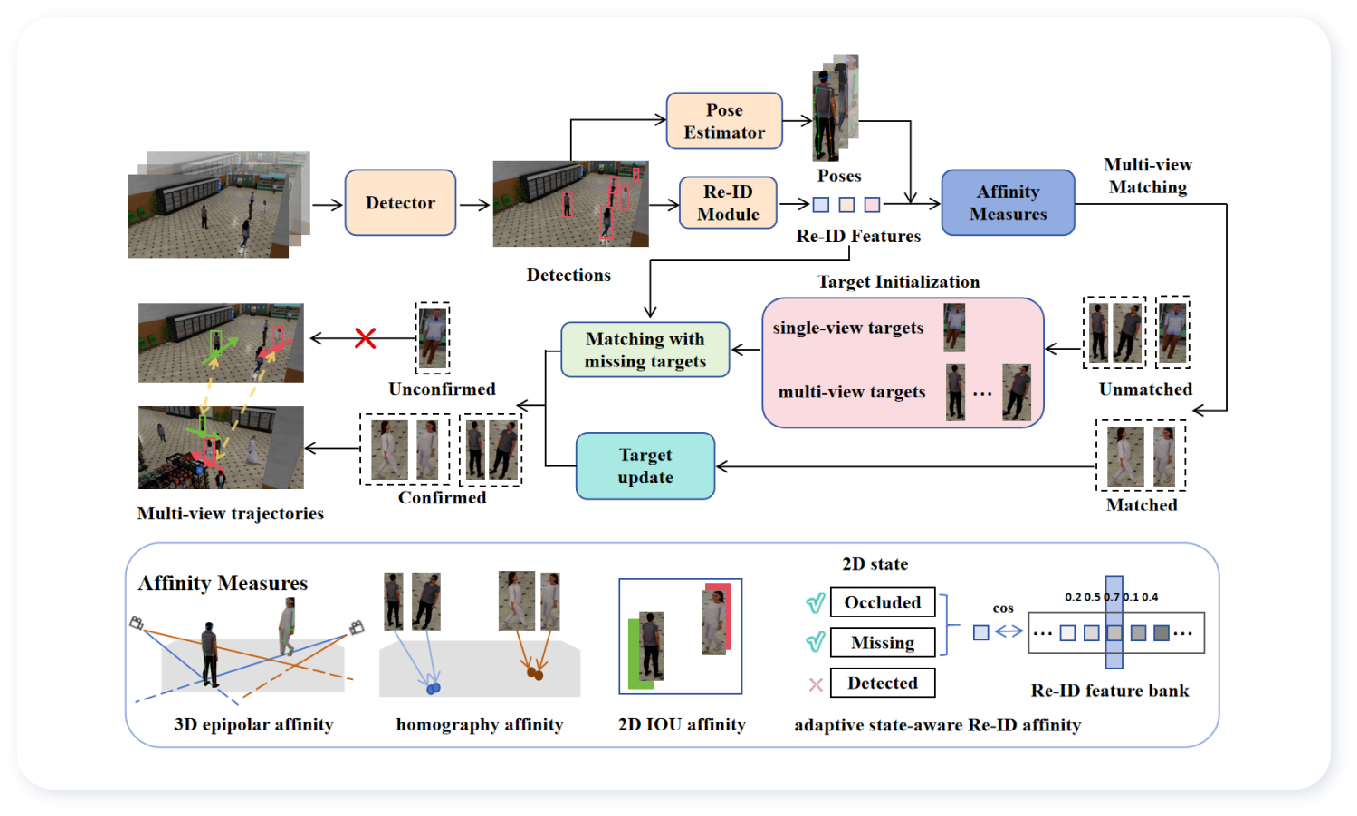 Pose
Estimator
Multi-view
Matching
Poses
Detector
Re-ID
Module
Affinity
Measures
Re-ID Features
Detections
Target Initialization
single-view targets
Matching with
missing targets
multi-view targets
Unconfirmed
Unmatched
Target
update
Confirmed
Matched
Multi-view trajectories
Affinity Measures
2D state
Occluded
Missing
Detected
cos
0.2 0.5 0.7 0.1 0.4
... ...
Re-ID feature bank
3D epipolar affinity
homography affinity
2D IOU affinity
adaptive state-aware Re-ID affinity